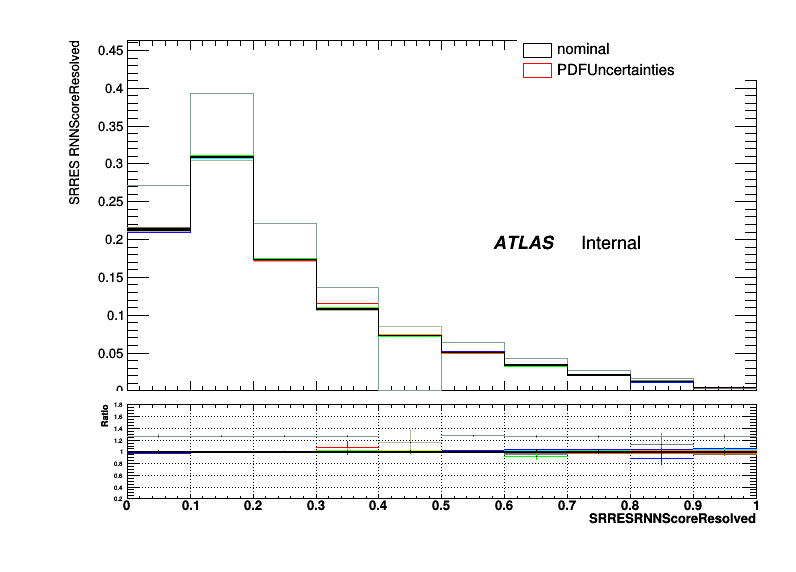 SRRES RNNScoreResolved
0.45
0.4
0.35
0.3
0.25
0.2
0.15
0.1
0.05
0
nominal
PDFUncertainties
ATLAS Internal
Ratio
1.8
1.6
1.4
1.2
1
0.8
0.6
0.4
0.2
0 0.1 0.2 0.3 0.4 0.5 0.6 0.7 0.8 0.9 1
SRRESRNNScoreResolved